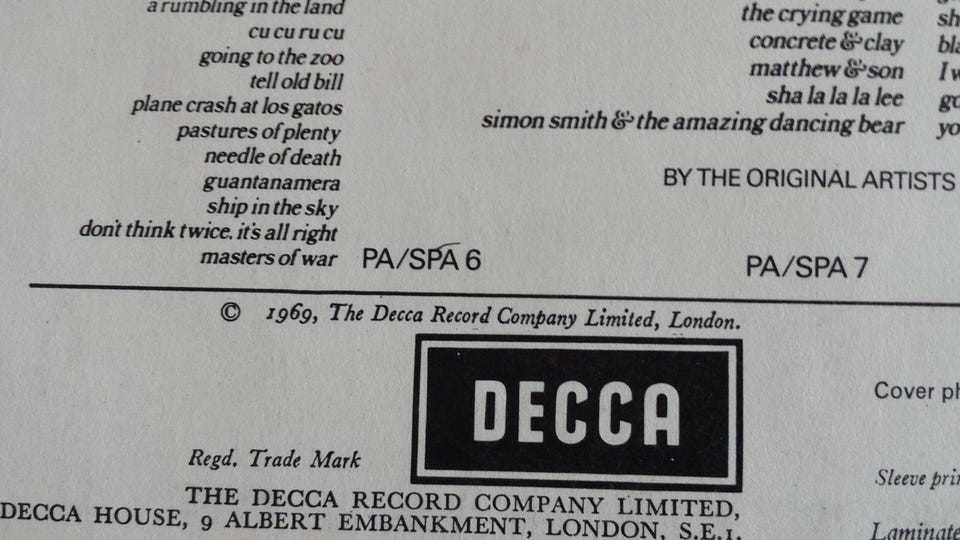 a rumbling in the land
cu cu ru cu
going to the zoo
tell old bill
plane crash at los gatos
pastures of plenty
needle of death
guantanamera
ship in the sky
don't think twice. it's all right
masters of war
PA/SPA 6
the crying game
concrete & clay
matthew & son
sha la la la lee
simon smith & the amazing dancing bear
BY THE ORIGINAL ARTISTS
PA/SPA 7
© 1969, The Decca Record Company Limited, London.
DECCA
Regd. Trade Mark
THE DECCA RECORD COMPANY LIMITED,
DECCA HOUSE, 9 ALBERT EMBANKMENT, LONDON, S.E.1.
Cover
Sleeve
Laminate